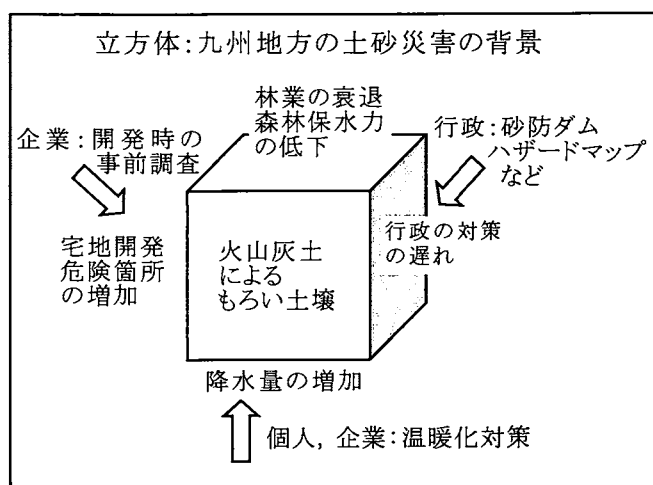 立方体:九州地方の土砂災害の背景
林業の衰退
森林保水力
の低下
企業:開発時の
事前調査
行政:砂防ダム
ハザードマップ
など
宅地開発
危険箇所
の増加
火山灰土
による
もろい土壌
行政の対策
の遅れ
降水量の増加
個人,企業:温暖化対策